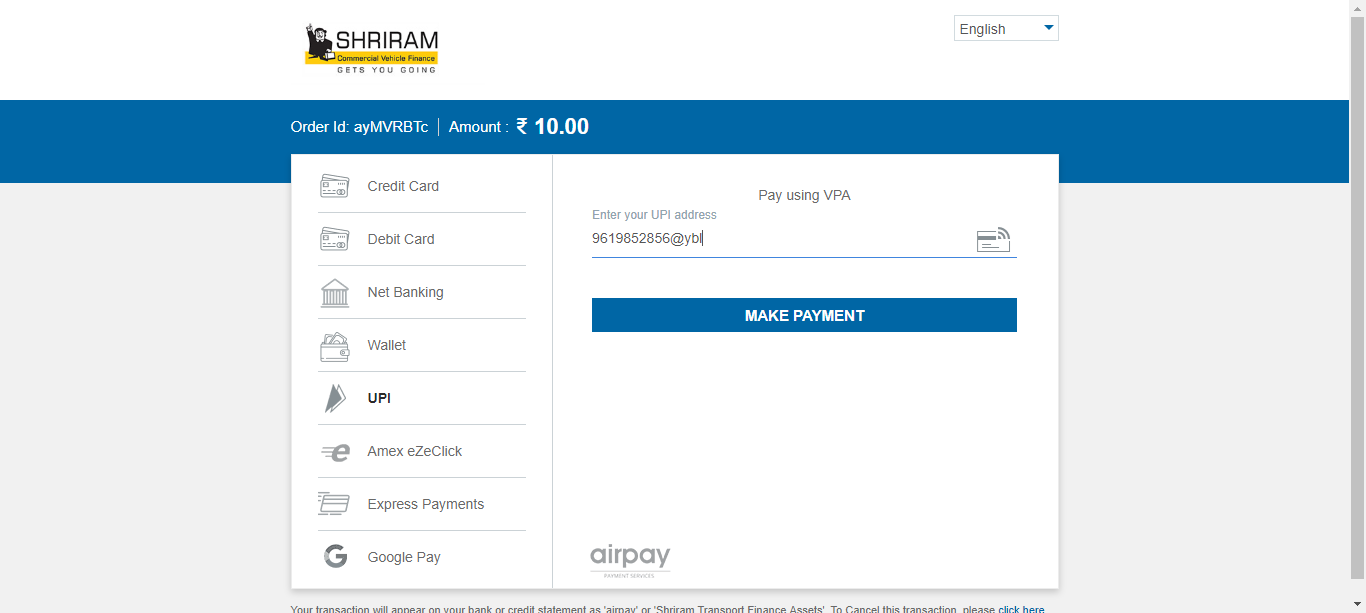 SHRIRAM
Commercial Vehicle Finance
GETS YOU GOING
English
Order Id: ayMVRBTc | Amount : ₹ 10.00
Credit Card
Debit Card
Net Banking
Wallet
UPI
Amex eZeClick
Express Payments
Google Pay
Pay using VPA
Enter your UPI address
9619852856@ybl
MAKE PAYMENT
airpay
PAYMENT SERVICES
Your transaction will appear on your bank or credit statement as 'airpay' or 'Shriram Transport Finance Assets'. To Cancel this transaction, please click here